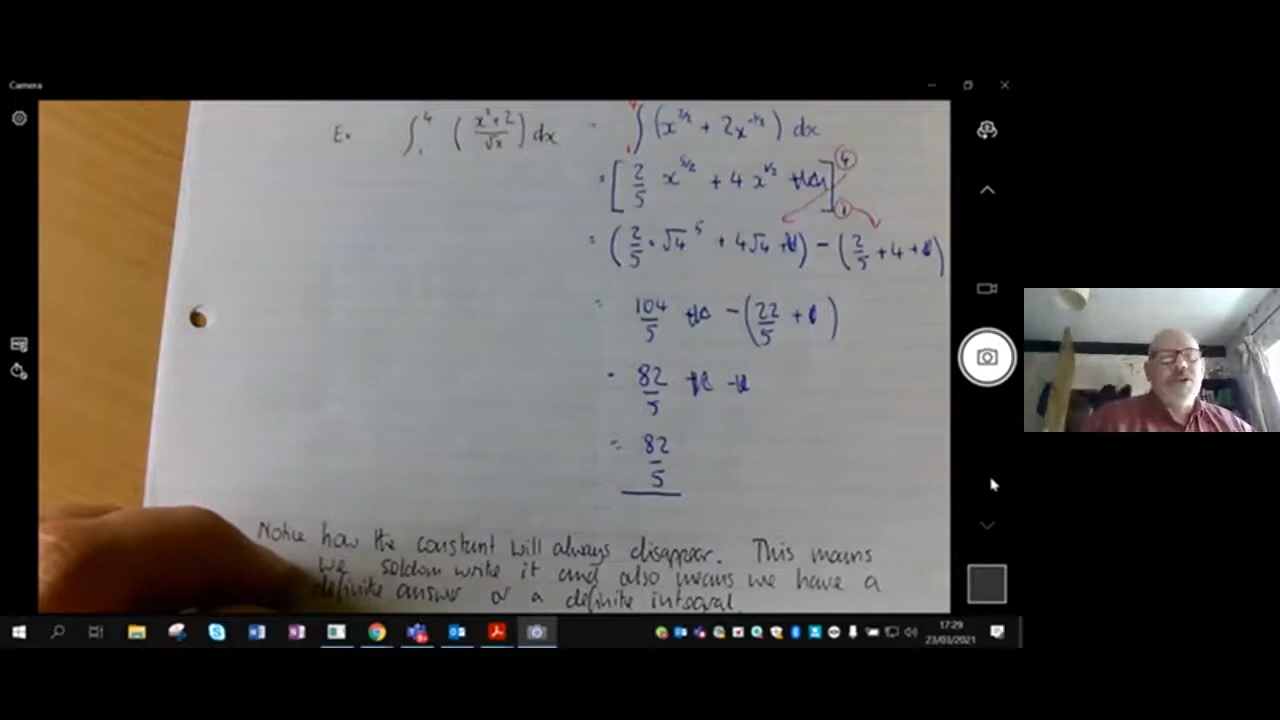 Camera
Ex ∫₁⁴ (x²+2/√x) dx = ∫₁⁴ (x^3/2 + 2x^-1/2) dx
= [2/5 x^5/2 + 4x^1/2]₁⁴
= (2/5 · √4^5 + 4√4) - (2/5 + 4)
= 104/5 - (22/5)
= 82/5
= 82/5
Notice how the constant will always disappear. This means
we seldom write it and also means we have a
definite answer or a definite integral.
17:29
23/03/2021